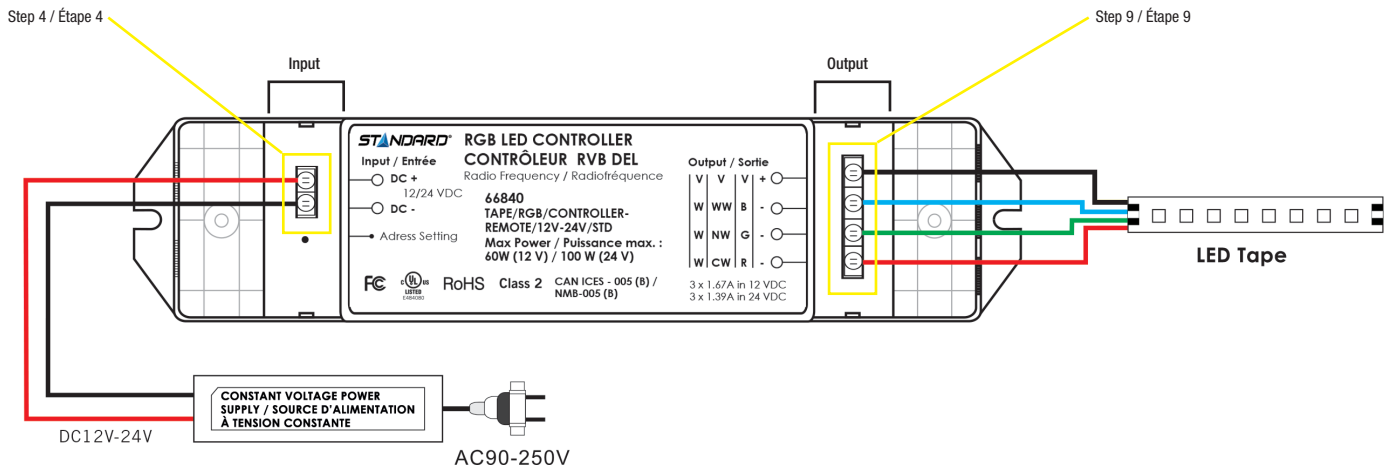 Step 4 / Étape 4
Step 9 / Étape 9
Input
Output
STANDARD®
RGB LED CONTROLLER
CONTRÔLEUR RVB DEL
Radio Frequency / Radiofréquence
Input / Entrée
DC +
12/24 VDC
DC -
Adress Setting
66840
TAPE/RGB/CONTROLLER-
REMOTE/12V-24V/STD
Max Power / Puissance max. :
60W (12 V) / 100 W (24 V)
Output / Sortie
V V V +
W WW B -
W NW G -
W CW R -
3 x 1.67A in 12 VDC
3 x 1.39A in 24 VDC
FC
c UL US
LISTED
E484080
RoHS
Class 2
CAN ICES - 005 (B) /
NMB-005 (B)
LED Tape
CONSTANT VOLTAGE POWER
SUPPLY / SOURCE D'ALIMENTATION
À TENSION CONSTANTE
DC12V-24V
AC90-250V